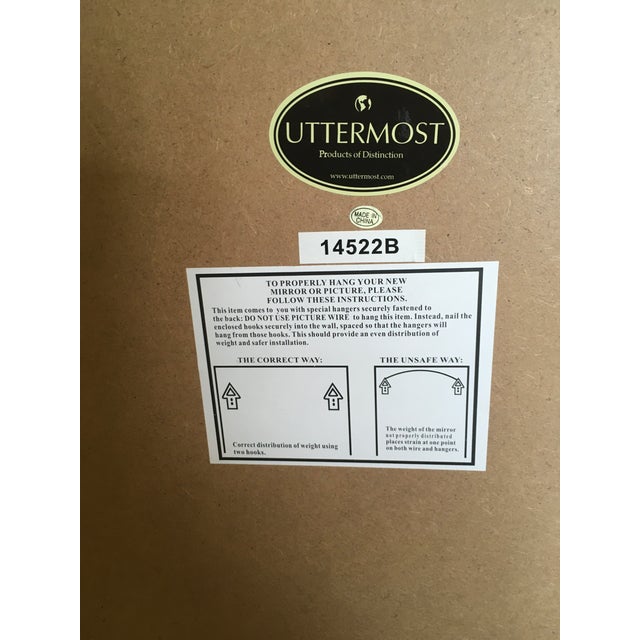 UTTERMOST
Products of Distinction
www.uttermost.com
MADE IN
CHINA
14522B
TO PROPERLY HANG YOUR NEW
MIRROR OR PICTURE, PLEASE
FOLLOW THESE INSTRUCTIONS.
This item comes to you with special hangers securely fastened to
the back: DO NOT USE PICTURE WIRE to hang this item. Instead, nail the
enclosed hooks securely into the wall, spaced so that the hangers will
hang from those hooks. This should provide an even distribution of
weight and safer installation.
THE CORRECT WAY:
Correct distribution of weight using
two hooks.
THE UNSAFE WAY:
The weight of the mirror
not properly distributed
places strain at one point
on both wire and hangers.